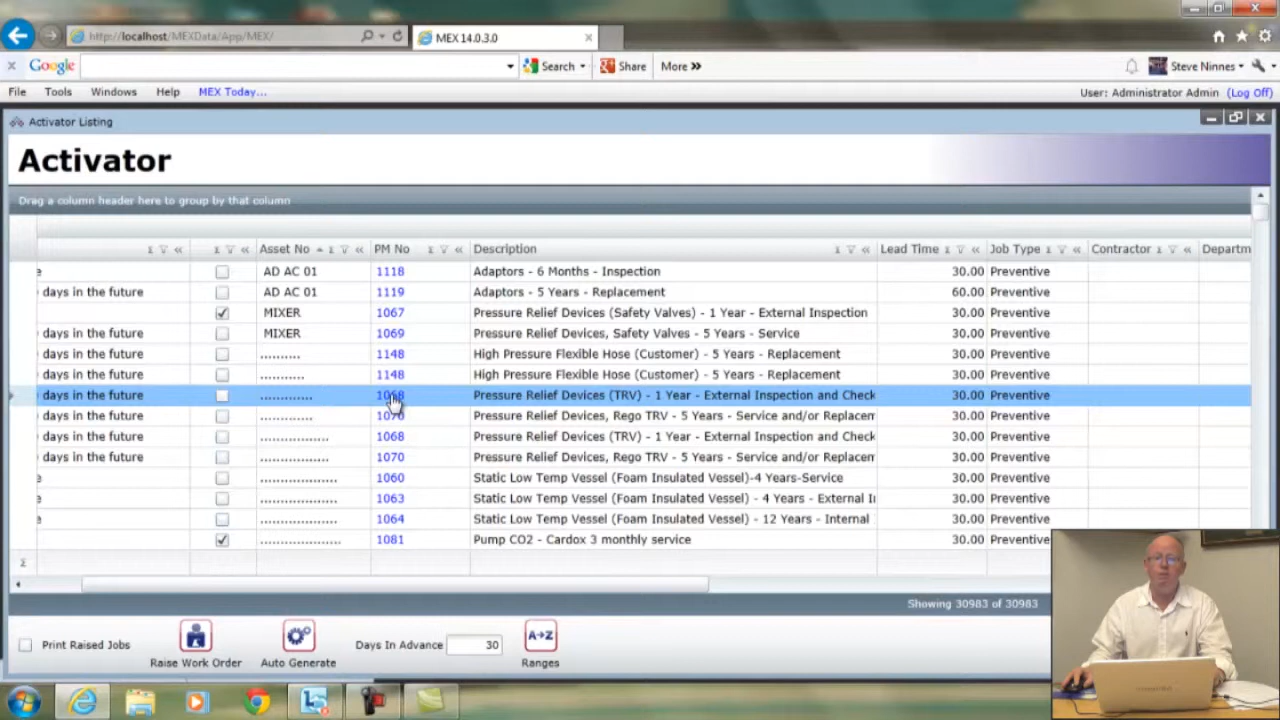 http://localhost/MEXData/App/MEX/
MEX 14.0.3.0
Google
Search
Share
More »
Steve Ninnes
File Tools Windows Help MEX Today...
User: Administrator Admin (Log Off)
Activator Listing
Activator
Drag a column header here to group by that column
Asset No PM No Description Lead Time Job Type Contractor Departm
e AD AC 01 1118 Adaptors - 6 Months - Inspection 30.00 Preventive
days in the future AD AC 01 1119 Adaptors - 5 Years - Replacement 60.00 Preventive
MIXER 1067 Pressure Relief Devices (Safety Valves) - 1 Year - External Inspection 30.00 Preventive
days in the future MIXER 1069 Pressure Relief Devices, Safety Valves - 5 Years - Service 30.00 Preventive
days in the future .......... 1148 High Pressure Flexible Hose (Customer) - 5 Years - Replacement 30.00 Preventive
days in the future ........... 1148 High Pressure Flexible Hose (Customer) - 5 Years - Replacement 30.00 Preventive
days in the future ............. 1068 Pressure Relief Devices (TRV) - 1 Year - External Inspection and Check 30.00 Preventive
days in the future ............. 1070 Pressure Relief Devices, Rego TRV - 5 Years - Service and/or Replacem 30.00 Preventive
days in the future ................. 1068 Pressure Relief Devices (TRV) - 1 Year - External Inspection and Check 30.00 Preventive
days in the future ................. 1070 Pressure Relief Devices, Rego TRV - 5 Years - Service and/or Replacem 30.00 Preventive
e ................... 1060 Static Low Temp Vessel (Foam Insulated Vessel)-4 Years-Service 30.00 Preventive
e ................... 1063 Static Low Temp Vessel (Foam Insulated Vessel) - 4 Years - External In 30.00 Preventive
e ................... 1064 Static Low Temp Vessel (Foam Insulated Vessel) - 12 Years - Internal 30.00 Preventive
.................... 1081 Pump CO2 - Cardox 3 monthly service 30.00 Preventive
Showing 30983 of 30983
Print Raised Jobs
Raise Work Order
Auto Generate
Days In Advance 30
A→Z
Ranges